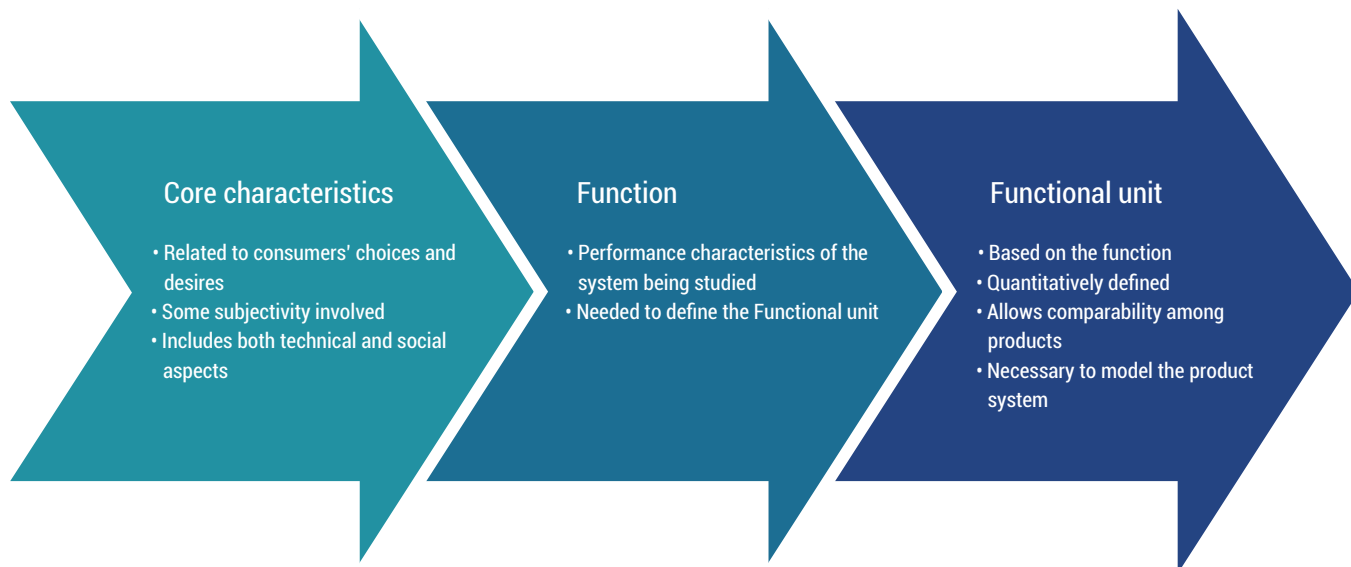 Core characteristics
• Related to consumers' choices and
desires
• Some subjectivity involved
• Includes both technical and social
aspects
Function
• Performance characteristics of the
system being studied
• Needed to define the Functional unit
Functional unit
• Based on the function
• Quantitatively defined
• Allows comparability among
products
• Necessary to model the product
system